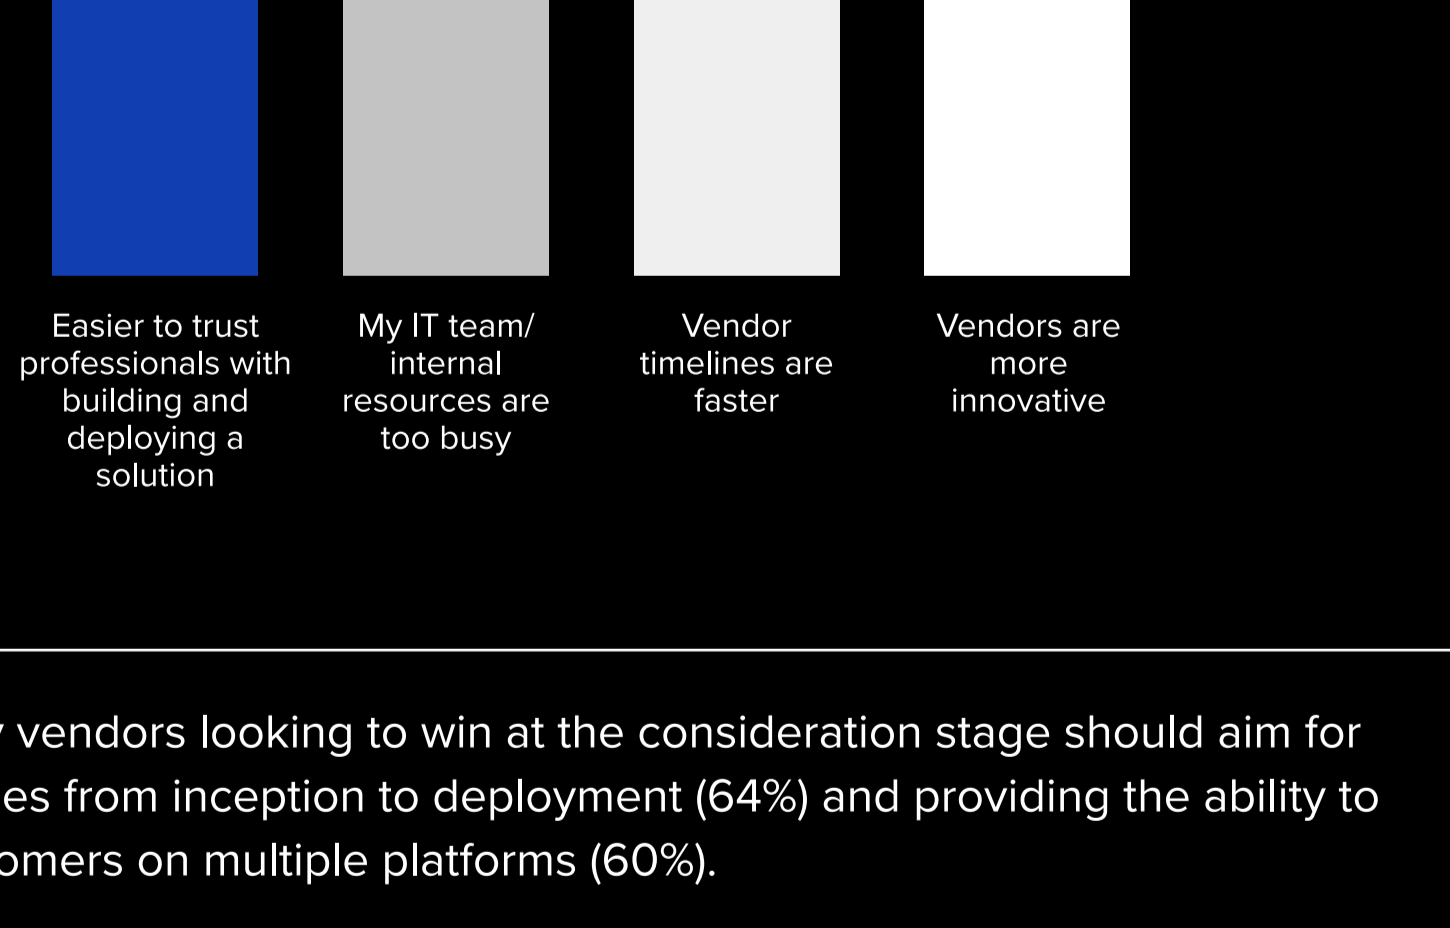 Easier to trust
professionals with
building and
deploying a
solution
My IT team/
internal
resources are
too busy
Vendor
timelines are
faster
Vendors are
more
innovative
vendors looking to win at the consideration stage should aim for
es from inception to deployment (64%) and providing the ability to
omers on multiple platforms (60%).